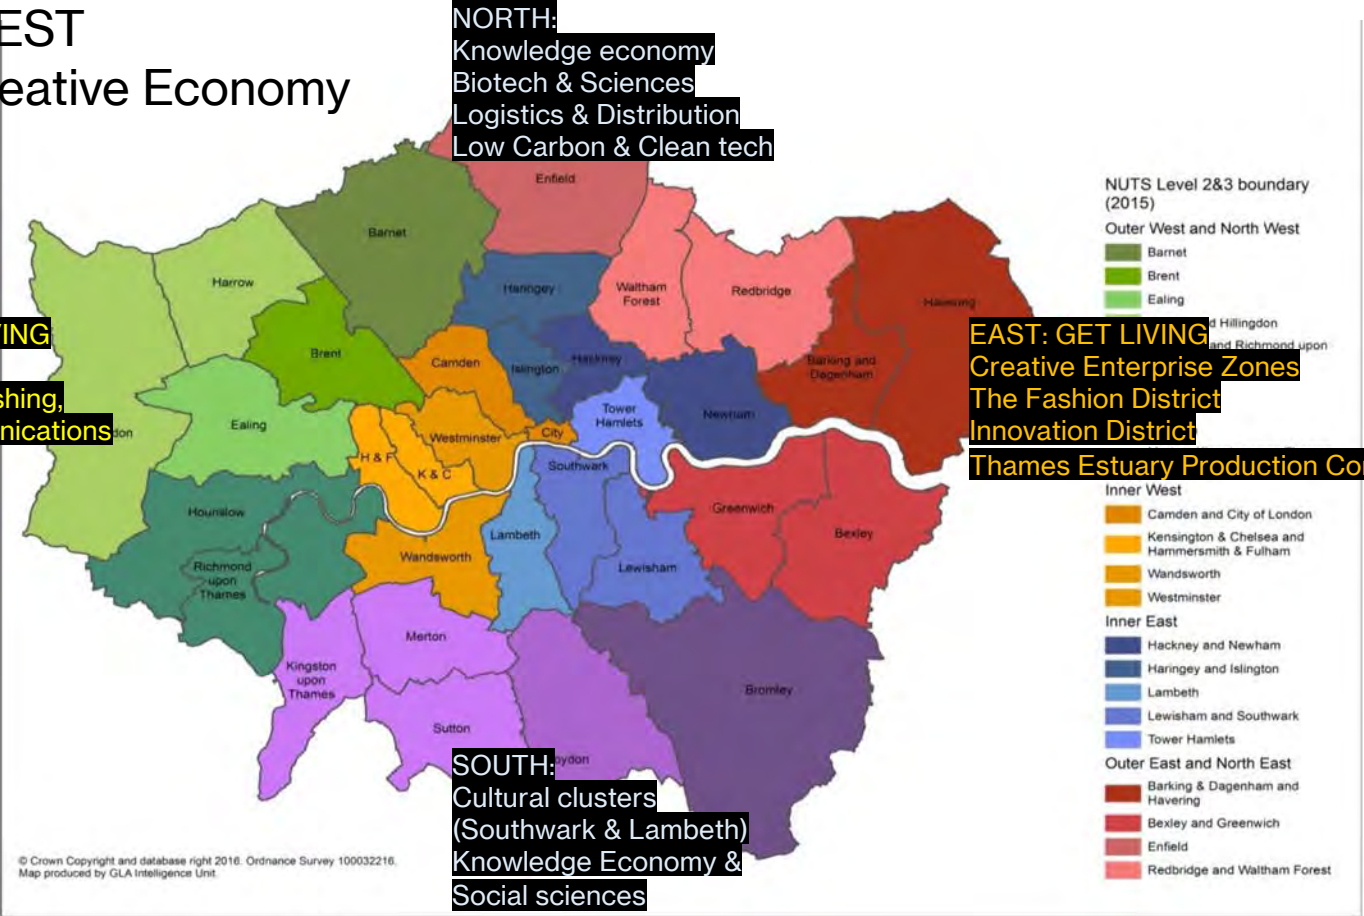 EST
eative Economy
NORTH:
Knowledge economy
Biotech & Sciences
Logistics & Distribution
Low Carbon & Clean tech
Enfield
Barnet
Harrow
Haringey
Waltham
Forest
Redbridge
Havering
Brent
Camden
Islington
Hackney
Barking and
Dagenham
Ealing
Westminster
City
Tower
Hamlets
Newham
H & F
K & C
Southwark
Hounslow
Lambeth
Greenwich
Bexley
Wandsworth
Richmond
upon
Thames
Lewisham
Merton
Kingston
upon
Thames
Bromley
Sutton
oydon
ING
shing,
nications
don
EAST: GET LIVING
Creative Enterprise Zones
The Fashion District
Innovation District
Thames Estuary Production Co
SOUTH:
Cultural clusters
(Southwark & Lambeth)
Knowledge Economy &
Social sciences
NUTS Level 2&3 boundary
(2015)
Outer West and North West
Barnet
Brent
Ealing
d Hillingdon
and Richmond upon
Inner West
Camden and City of London
Kensington & Chelsea and
Hammersmith & Fulham
Wandsworth
Westminster
Inner East
Hackney and Newham
Haringey and Islington
Lambeth
Lewisham and Southwark
Tower Hamlets
Outer East and North East
Barking & Dagenham and
Havering
Bexley and Greenwich
Enfield
Redbridge and Waltham Forest
© Crown Copyright and database right 2016. Ordnance Survey 100032216.
Map produced by GLA Intelligence Unit.